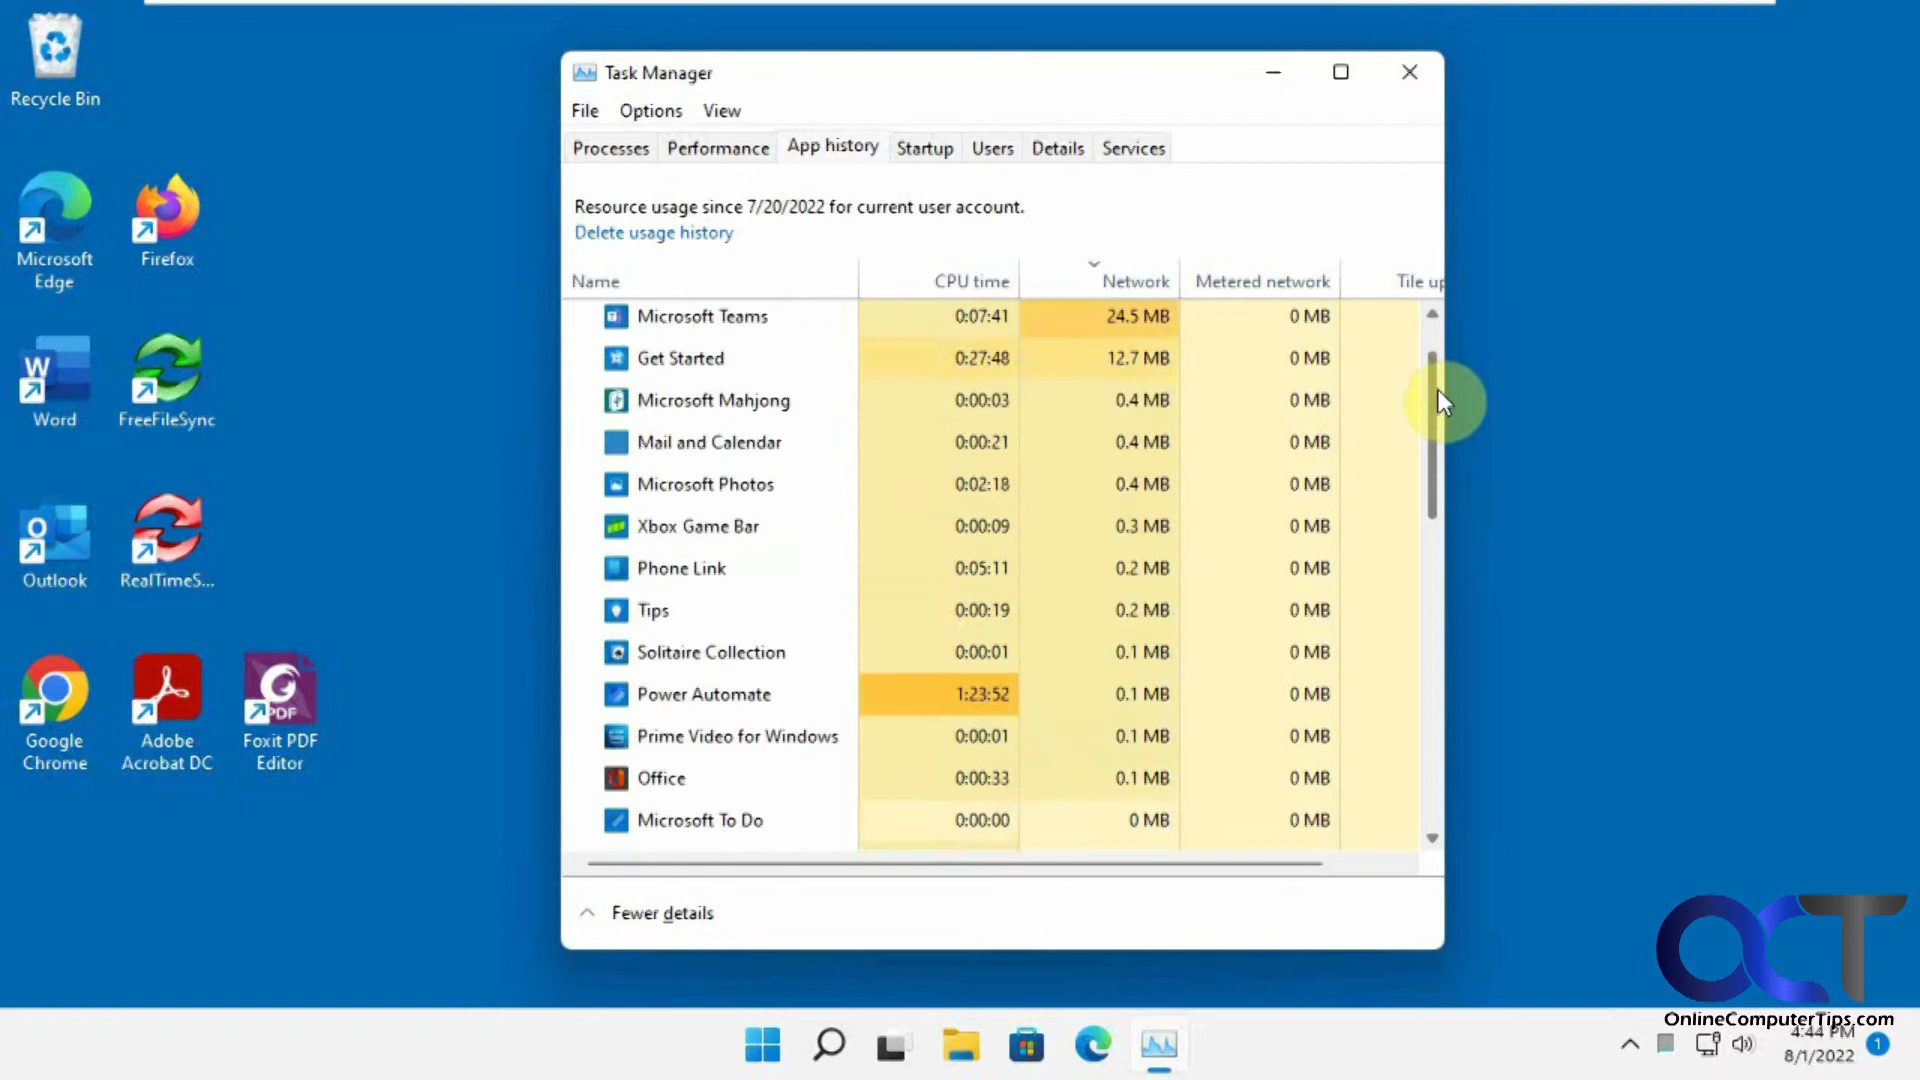 Recycle Bin
Microsoft
Edge
Firefox
Word
FreeFileSync
Outlook
RealTimeS...
Google
Chrome
Adobe
Acrobat DC
Foxit PDF
Editor
PDF
Task Manager
File Options View
Processes Performance App history Startup Users Details Services
Resource usage since 7/20/2022 for current user account.
Delete usage history
Name CPU time Network Metered network Tile up
Microsoft Teams 0:07:41 24.5 MB 0 MB
Get Started 0:27:48 12.7 MB 0 MB
Microsoft Mahjong 0:00:03 0.4 MB 0 MB
Mail and Calendar 0:00:21 0.4 MB 0 MB
Microsoft Photos 0:02:18 0.4 MB 0 MB
Xbox Game Bar 0:00:09 0.3 MB 0 MB
Phone Link 0:05:11 0.2 MB 0 MB
Tips 0:00:19 0.2 MB 0 MB
Solitaire Collection 0:00:01 0.1 MB 0 MB
Power Automate 1:23:52 0.1 MB 0 MB
Prime Video for Windows 0:00:01 0.1 MB 0 MB
Office 0:00:33 0.1 MB 0 MB
Microsoft To Do 0:00:00 0 MB 0 MB
Fewer details
OCT
OnlineComputerTips.com
4:44 PM
8/1/2022
1